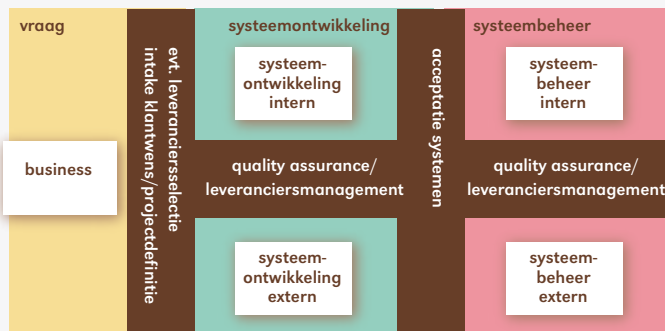 vraag
business
evt. leveranciersselectie
intake klantwens/projectdefinitie
systeemontwikkeling
systeem-
ontwikkeling
intern
quality assurance/
leveranciersmanagement
systeem-
ontwikkeling
extern
acceptatie systemen
systeembeheer
systeem-
beheer
intern
quality assurance/
leveranciersmanagement
systeem-
beheer
extern